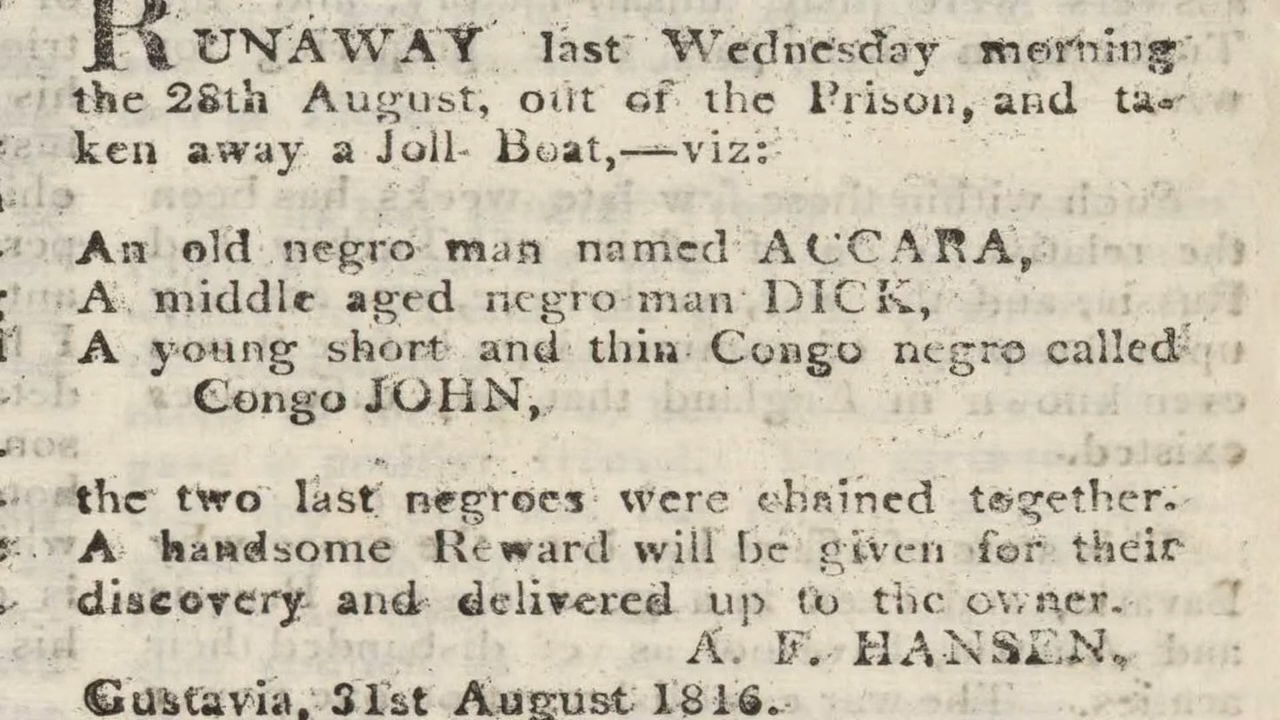 RUNAWAY last Wednesday morning
the 28th August, out of the Prison, and ta-
ken away a Joll- Boat,—viz:
An old negro man named ACCARA,
A middle aged negro man DICK,
A young short and thin Congo negro called
Congo JOHN,
the two last negroes were chained together.
A handsome Reward will be given for their
discovery and delivered up to the owner.
A. F. HANSEN.
Gustavia, 31st August 1816.